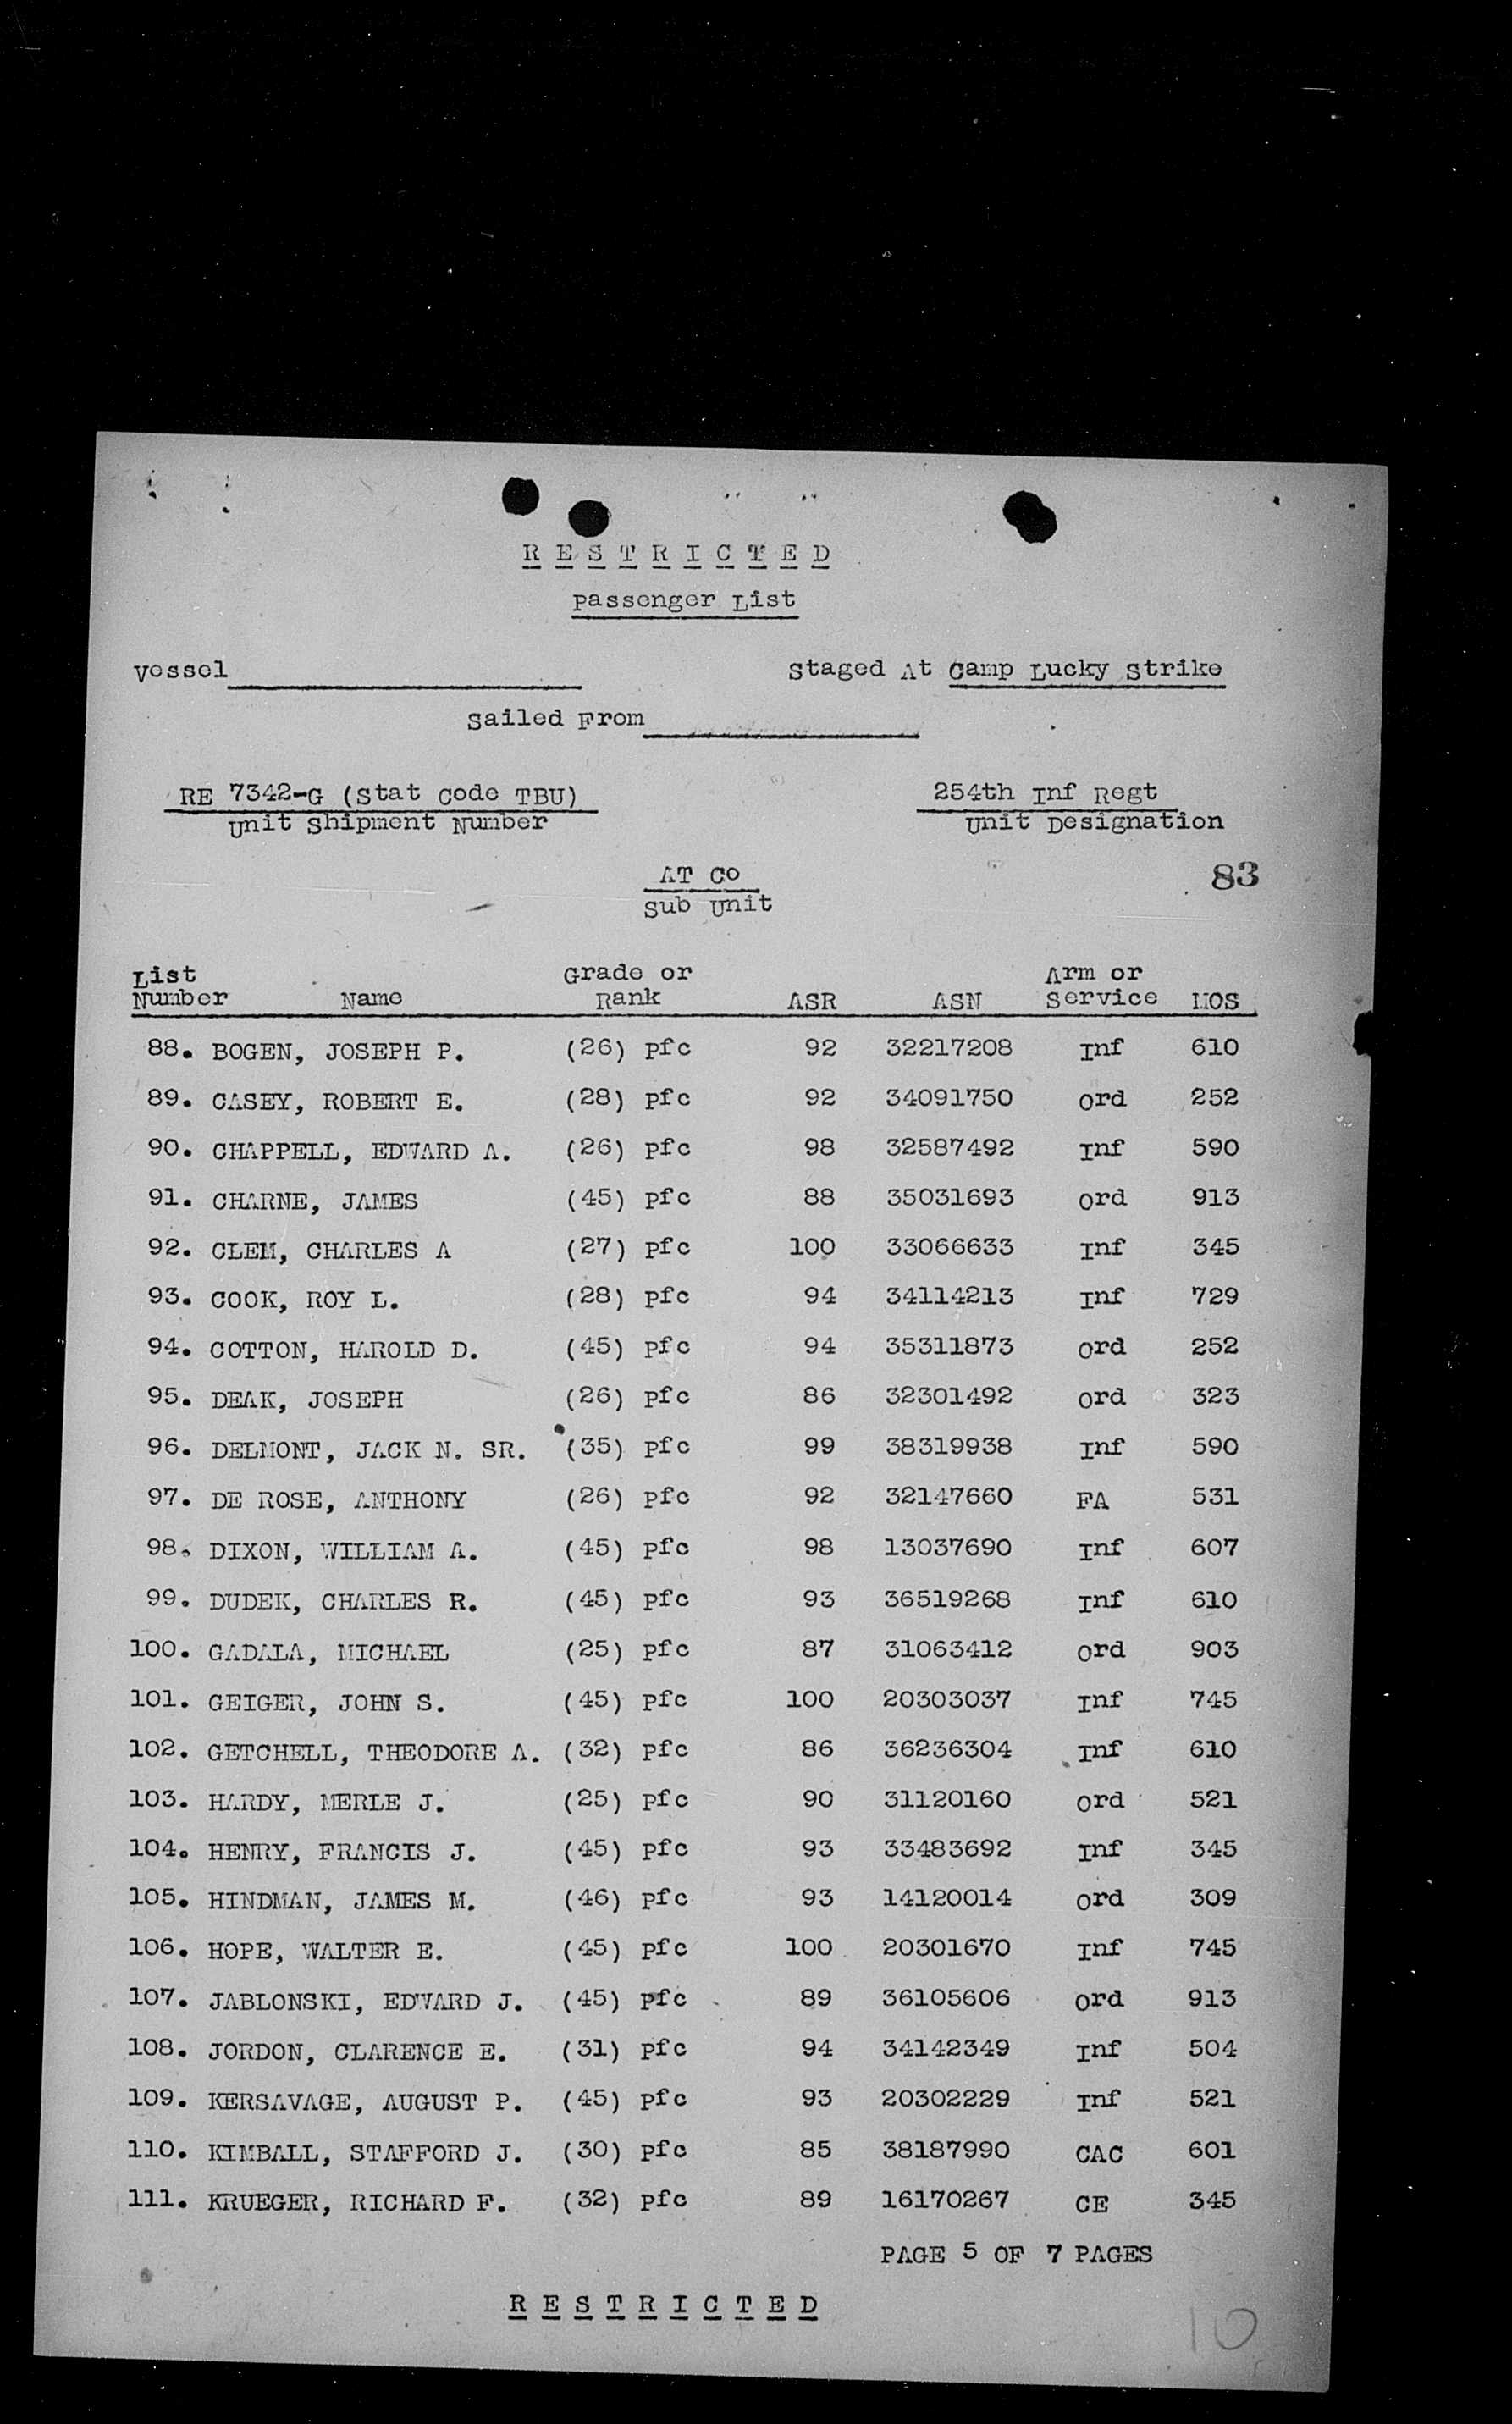 RESTRICTED
Passenger List
Vessel Staged At Camp Lucky Strike
Sailed From
RE 7342-G (Stat Code TBU) 254th Inf Regt
Unit Shipment Number Unit Designation
AT Co 83
Sub Unit
List Grade or Arm or
Number Name Rank ASR ASN Service MOS
88. BOGEN, JOSEPH P. (26) Pfc 92 32217208 Inf 610
89. CASEY, ROBERT E. (28) Pfc 92 34091750 Ord 252
90. CHAPPELL, EDWARD A. (26) Pfc 98 32587492 Inf 590
91. CHARNE, JAMES (45) Pfc 88 35031693 Ord 913
92. CLEM, CHARLES A (27) Pfc 100 33066633 Inf 345
93. COOK, ROY L. (28) Pfc 94 34114213 Inf 729
94. COTTON, HAROLD D. (45) Pfc 94 35311873 Ord 252
95. DEAK, JOSEPH (26) Pfc 86 32301492 Ord 323
96. DELMONT, JACK N. SR. (35) Pfc 99 38319938 Inf 590
97. DE ROSE, ANTHONY (26) Pfc 92 32147660 FA 531
98. DIXON, WILLIAM A. (45) Pfc 98 13037690 Inf 607
99. DUDEK, CHARLES R. (45) Pfc 93 36519268 Inf 610
100. GADALA, MICHAEL (25) Pfc 87 31063412 Ord 903
101. GEIGER, JOHN S. (45) Pfc 100 20303037 Inf 745
102. GETCHELL, THEODORE A. (32) Pfc 86 36236304 Inf 610
103. HARDY, MERLE J. (25) Pfc 90 31120160 Ord 521
104. HENRY, FRANCIS J. (45) Pfc 93 33483692 Inf 345
105. HINDMAN, JAMES M. (46) Pfc 93 14120014 Ord 309
106. HOPE, WALTER E. (45) Pfc 100 20301670 Inf 745
107. JABLONSKI, EDWARD J. (45) Pfc 89 36105606 Ord 913
108. JORDON, CLARENCE E. (31) Pfc 94 34142349 Inf 504
109. KERSAVAGE, AUGUST P. (45) Pfc 93 20302229 Inf 521
110. KIMBALL, STAFFORD J. (30) Pfc 85 38187990 CAC 601
111. KRUEGER, RICHARD F. (32) Pfc 89 16170267 CE 345
PAGE 5 OF 7 PAGES
RESTRICTED
10